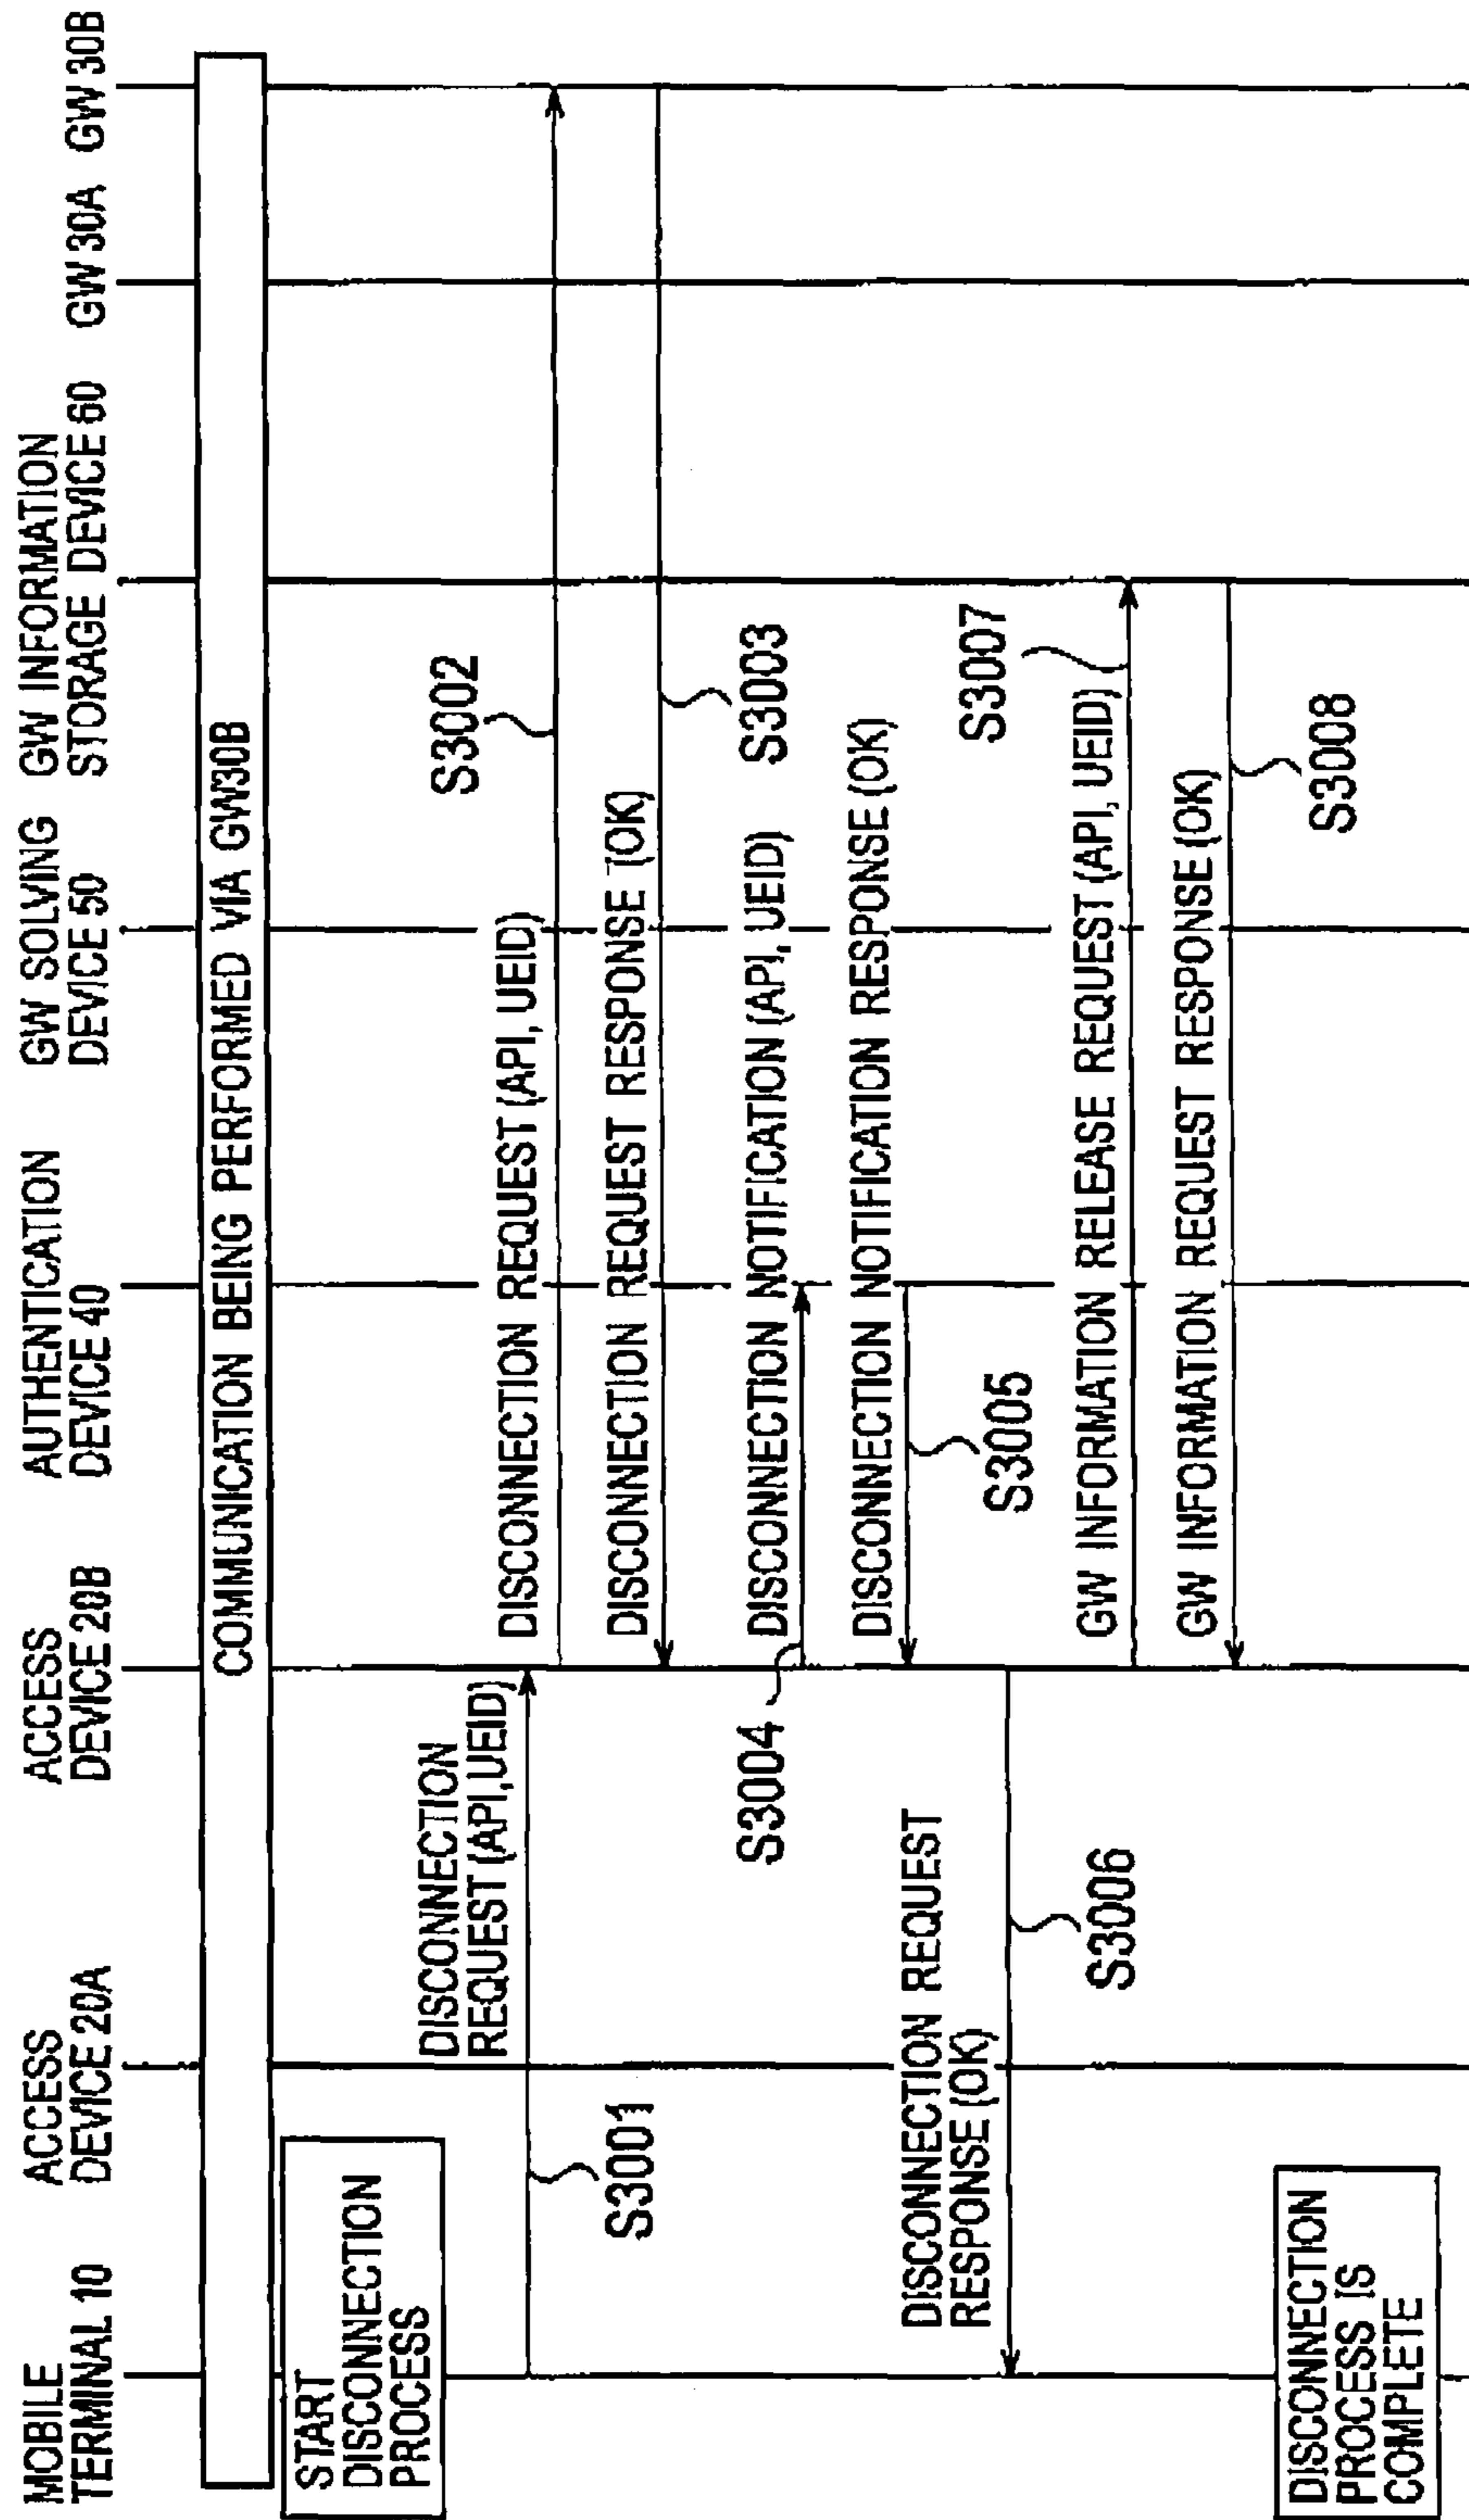 MOBILE
TERMINAL 10
ACCESS
DEVICE 20A
ACCESS
DEVICE 20B
AUTHENTICATION
DEVICE 40
GW SOLVING
DEVICE 50
GW INFORMATION
STORAGE DEVICE 60
GW 30A
GW 30B
COMMUNICATION BEING PERFORMED VIA GW30B
START
DISCONNECTION
PROCESS
DISCONNECTION
REQUEST (API,UEID)
S3001
DISCONNECTION REQUEST (API, UEID)
S3002
DISCONNECTION REQUEST RESPONSE (OK)
S3003
DISCONNECTION NOTIFICATION (API, UEID)
S3004
DISCONNECTION NOTIFICATION RESPONSE (OK)
S3005
DISCONNECTION REQUEST
RESPONSE (OK)
S3006
GW INFORMATION RELEASE REQUEST (API, UEID)
S3007
GW INFORMATION REQUEST RESPONSE (OK)
S3008
DISCONNECTION
PROCESS IS
COMPLETE